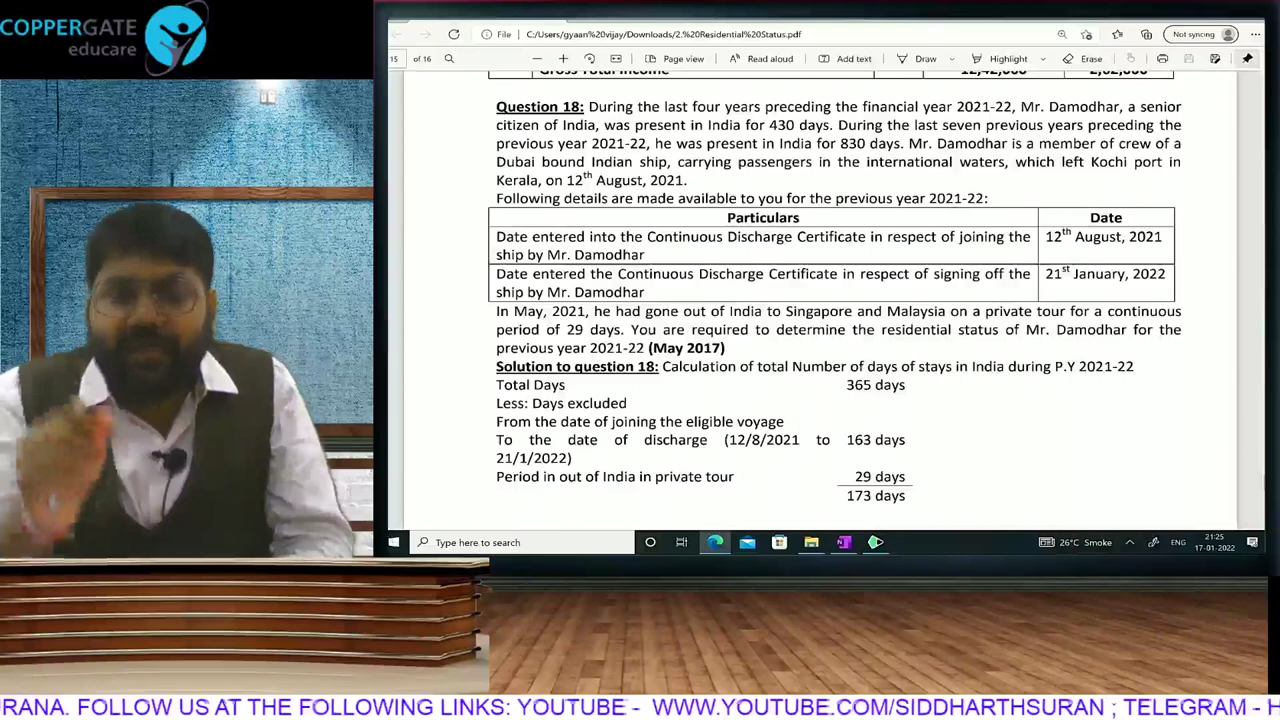 COPPERGATE
educare
File
C:/Users/gyaan vijay/Downloads/2.%20Residential%20Status.pdf
Not syncing
15 of 16
Page view
Read aloud
Add text
Draw
Highlight
Erase
Gross Total Income 12,42,000 2,62,000
Question 18: During the last four years preceding the financial year 2021-22, Mr. Damodhar, a senior
citizen of India, was present in India for 430 days. During the last seven previous years preceding the
previous year 2021-22, he was present in India for 830 days. Mr. Damodhar is a member of crew of a
Dubai bound Indian ship, carrying passengers in the international waters, which left Kochi port in
Kerala, on 12th August, 2021.
Following details are made available to you for the previous year 2021-22:
Particulars Date
Date entered into the Continuous Discharge Certificate in respect of joining the 12th August, 2021
ship by Mr. Damodhar
Date entered the Continuous Discharge Certificate in respect of signing off the 21st January, 2022
ship by Mr. Damodhar
In May, 2021, he had gone out of India to Singapore and Malaysia on a private tour for a continuous
period of 29 days. You are required to determine the residential status of Mr. Damodhar for the
previous year 2021-22 (May 2017)
Solution to question 18: Calculation of total Number of days of stays in India during P.Y 2021-22
Total Days 365 days
Less: Days excluded
From the date of joining the eligible voyage
To the date of discharge (12/8/2021 to 163 days
21/1/2022)
Period in out of India in private tour 29 days
173 days
Type here to search
26°C Smoke
ENG
21:25
17-01-2022
URANA. FOLLOW US AT THE FOLLOWING LINKS: YOUTUBE - WWW.YOUTUBE.COM/SIDDHARTHSURAN ; TELEGRAM - H